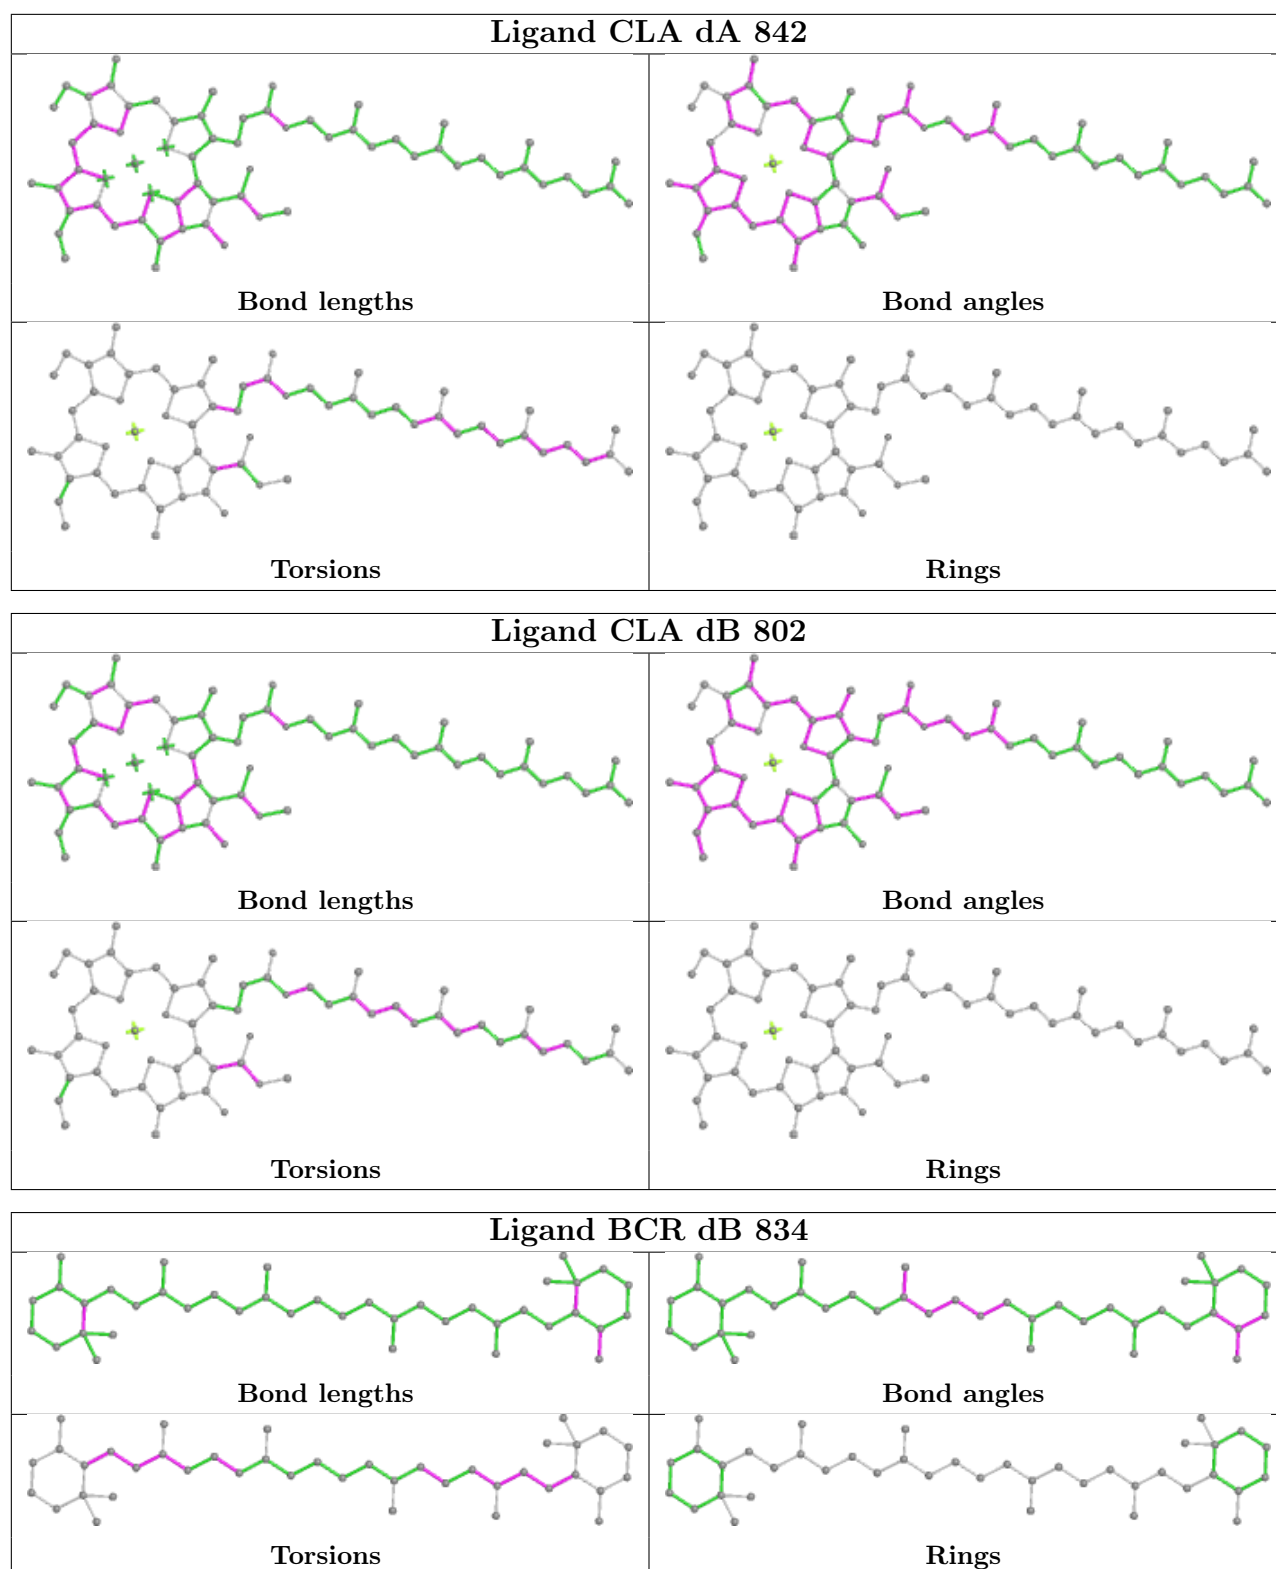 Ligand CLA dA 842
Bond lengths
Bond angles
Torsions
Rings
Ligand CLA dB 802
Bond lengths
Bond angles
Torsions
Rings
Ligand BCR dB 834
Bond lengths
Bond angles
Torsions
Rings